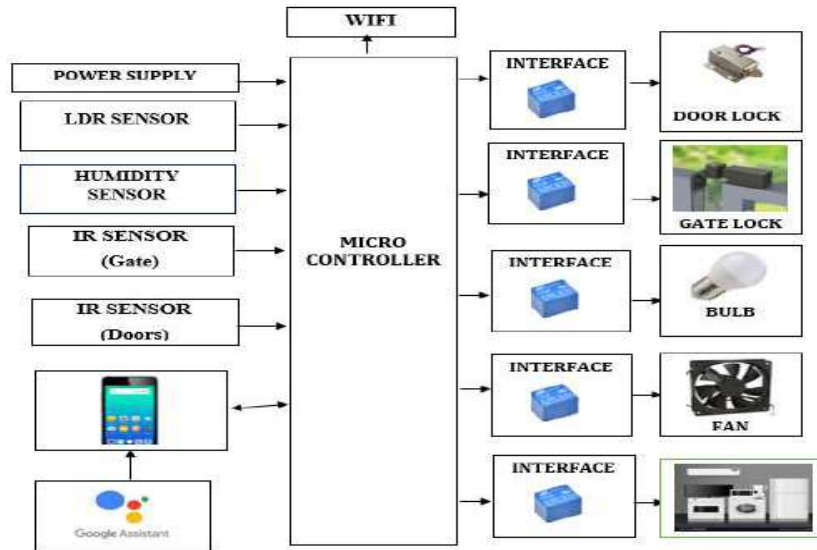 WIFI
POWER SUPPLY
LDR SENSOR
HUMIDITY
SENSOR
IR SENSOR
(Gate)
IR SENSOR
(Doors)
Google Assistant
MICRO
CONTROLLER
INTERFACE
DOOR LOCK
INTERFACE
GATE LOCK
INTERFACE
BULB
INTERFACE
FAN
INTERFACE